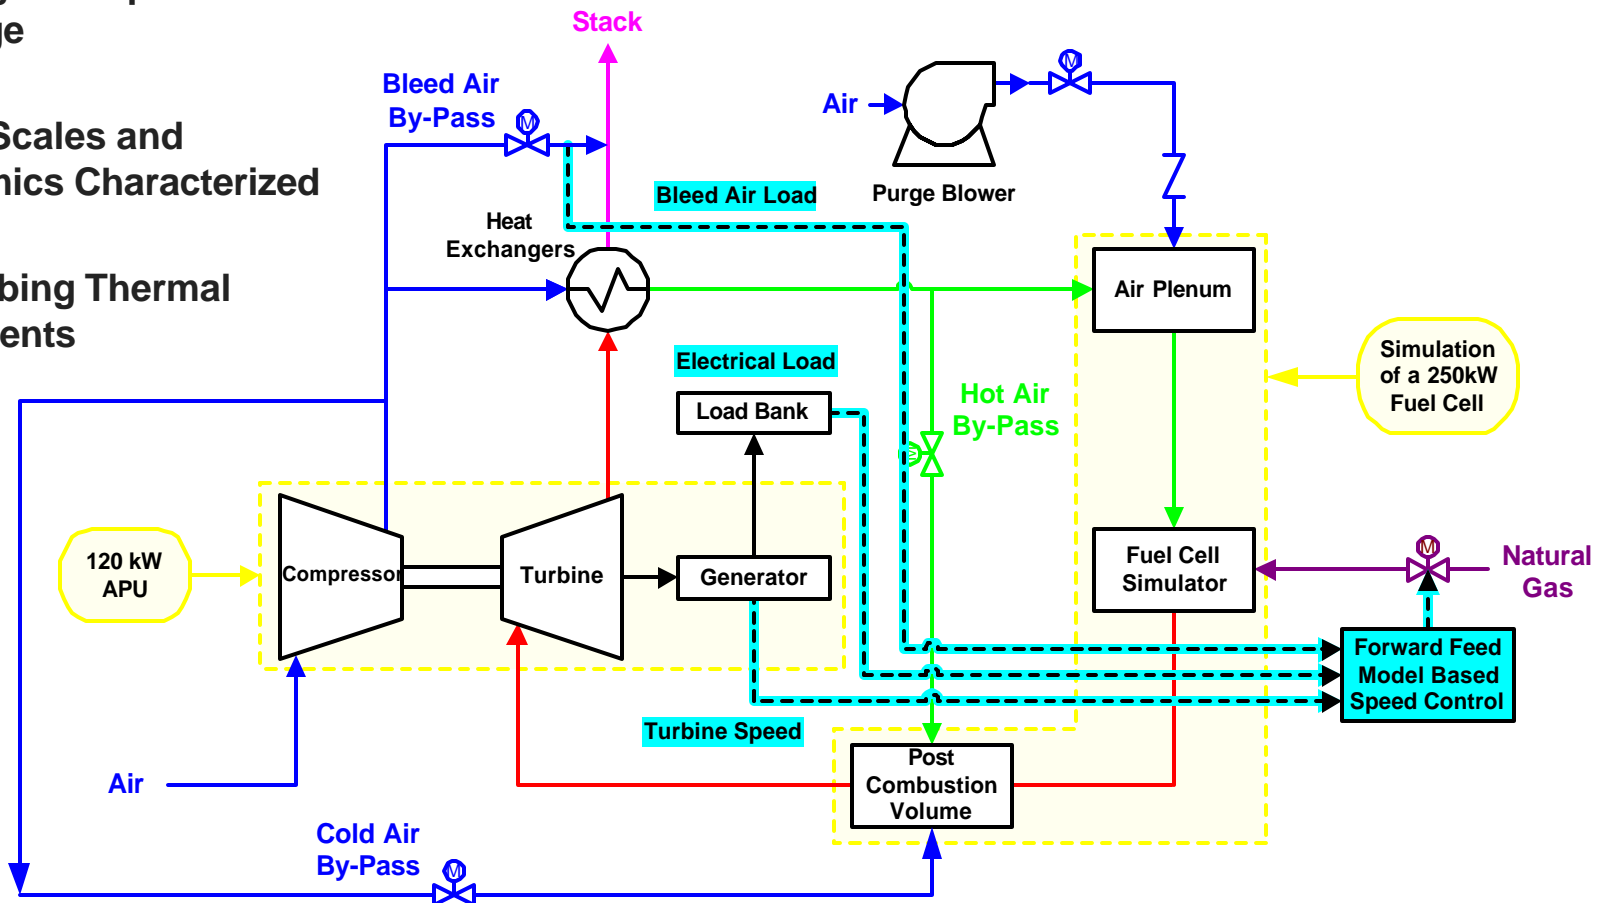 ge
Scales and
nics Characterized
bing Thermal
ents
Stack
Bleed Air
By-Pass
M
Air
M
Purge Blower
Bleed Air Load
Heat
Exchangers
Air Plenum
Electrical Load
Load Bank
Hot Air
By-Pass
M
Simulation
of a 250kW
Fuel Cell
120 kW
APU
Compressor
Turbine
Generator
Fuel Cell
Simulator
M
Natural
Gas
Forward Feed
Model Based
Speed Control
Turbine Speed
Post
Combustion
Volume
Air
Cold Air
By-Pass
M